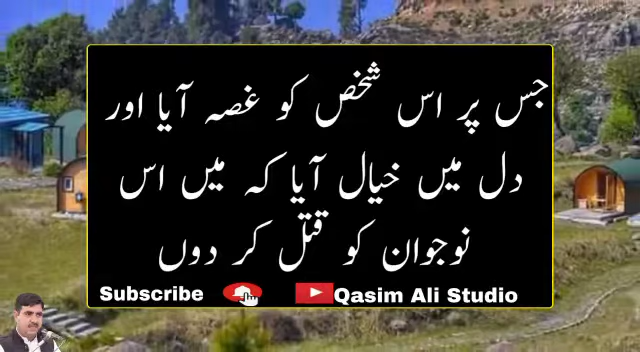 جس پر اس شخص کو غصہ آیا اور
دل میں خیال آیا کہ میں اس
نوجوان کو قتل کر دوں
Subscribe
Qasim Ali Studio